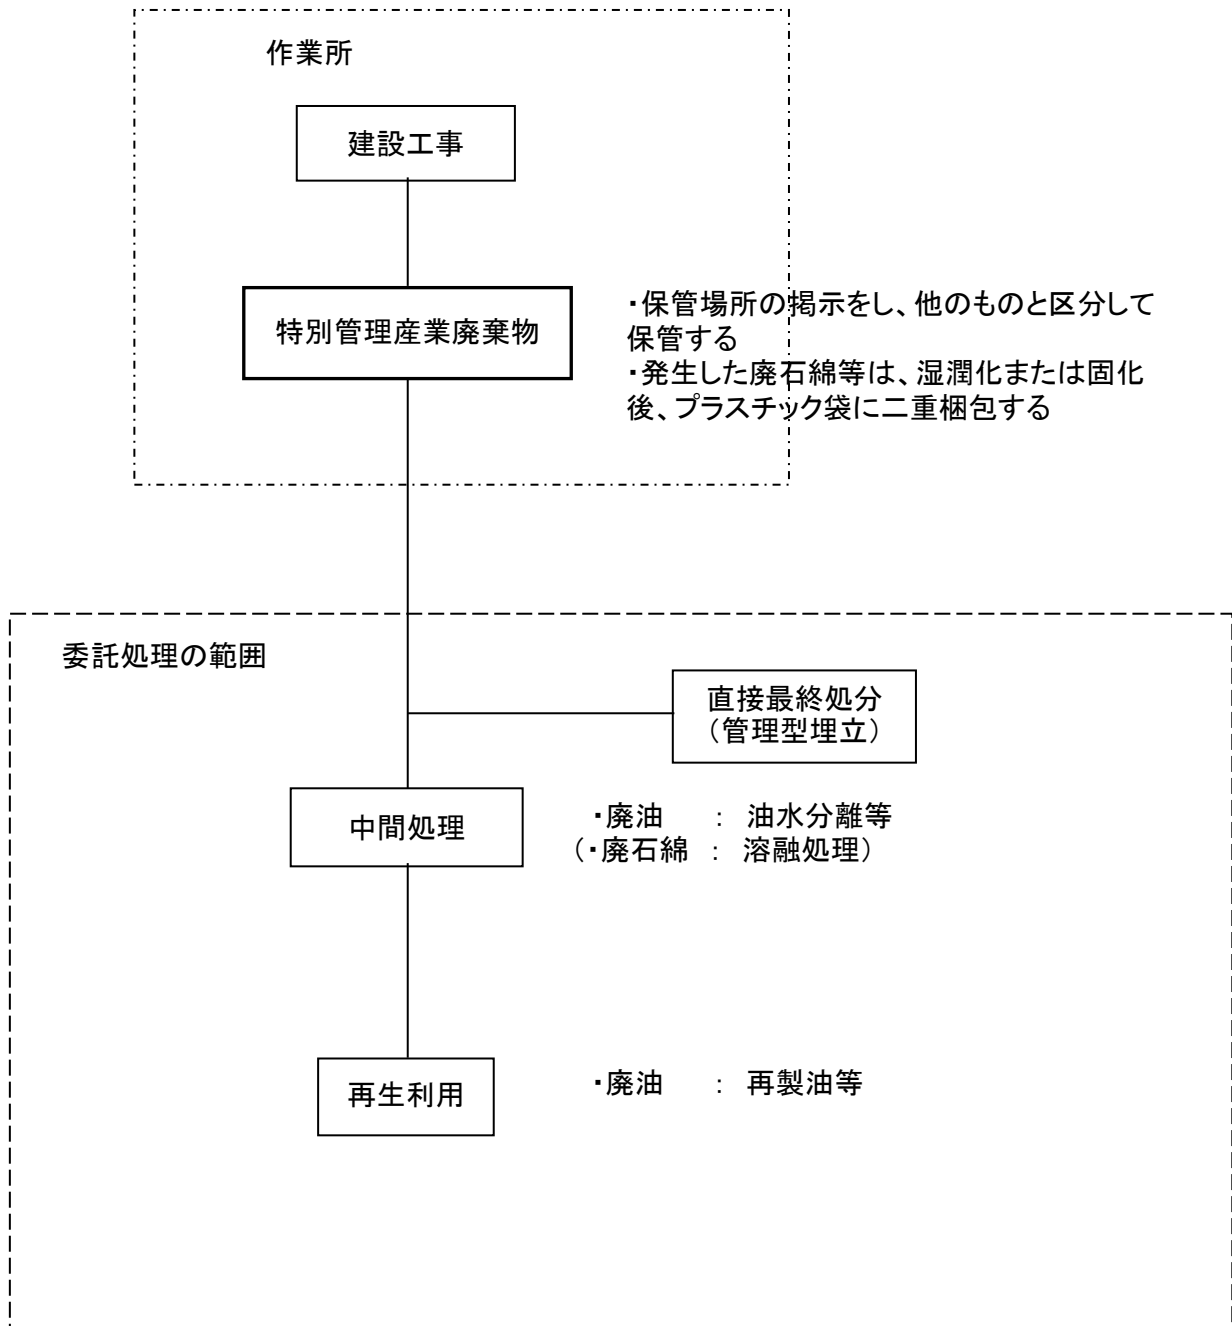 作業所
建設工事
特別管理産業廃棄物
・保管場所の掲示をし、他のものと区分して
保管する
・発生した廃石綿等は、湿潤化または固化
後、プラスチック袋に二重梱包する
委託処理の範囲
直接最終処分
（管理型埋立）
中間処理
・廃油　：　油水分離等
（・廃石綿　：　溶融処理）
再生利用
・廃油　：　再製油等